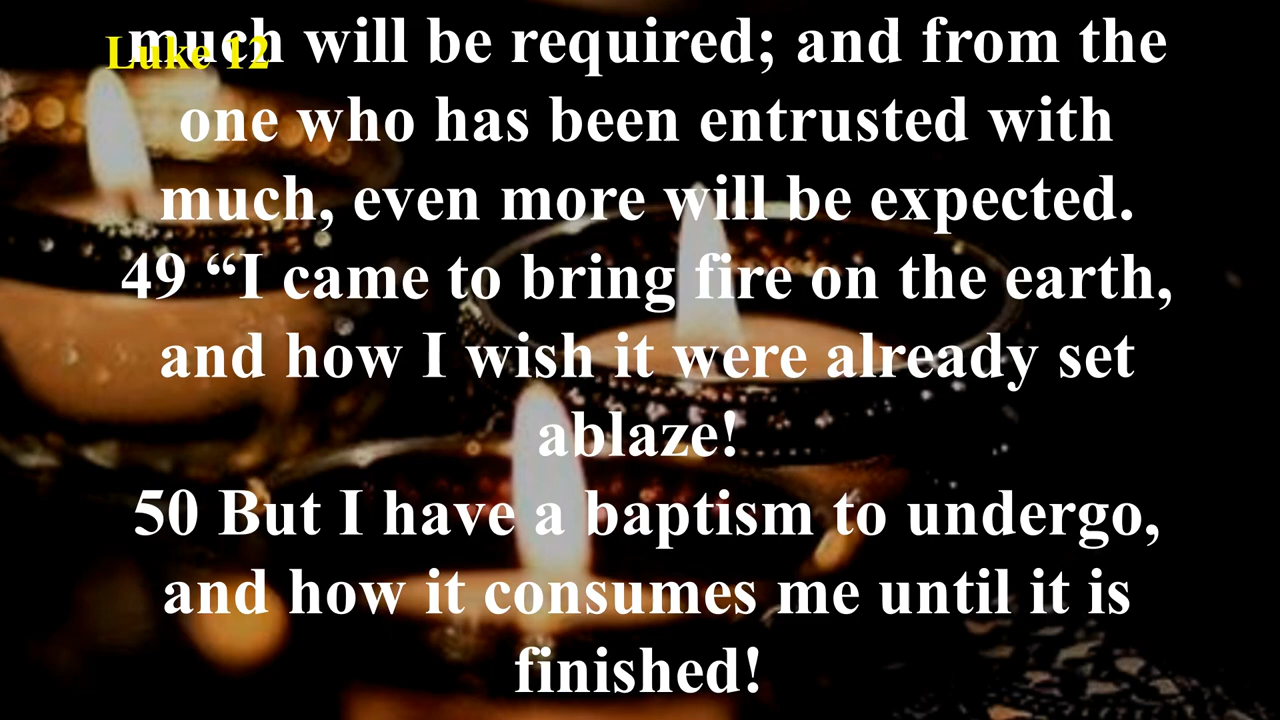 Luke 12
much will be required; and from the
one who has been entrusted with
much, even more will be expected.
49 “I came to bring fire on the earth,
and how I wish it were already set
ablaze!
50 But I have a baptism to undergo,
and how it consumes me until it is
finished!